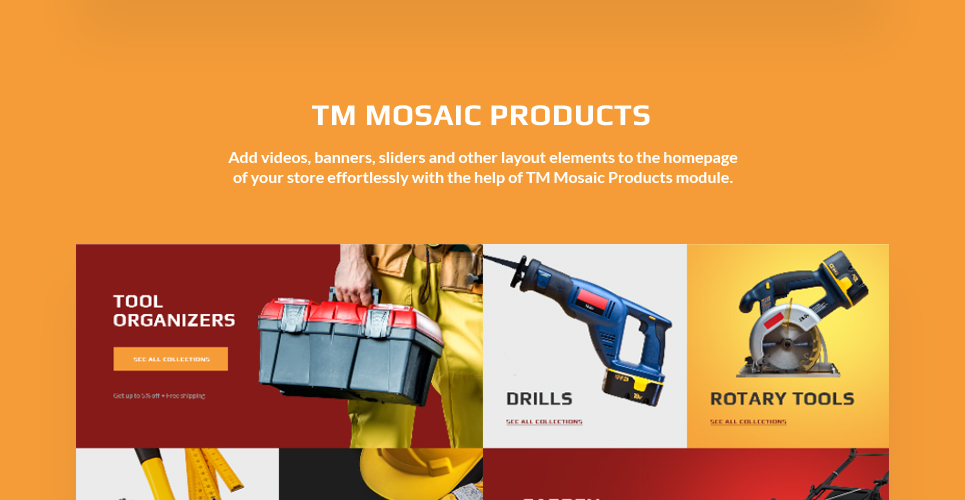 TM MOSAIC PRODUCTS
Add videos, banners, sliders and other layout elements to the homepage
of your store effortlessly with the help of TM Mosaic Products module.
TOOL
ORGANIZERS
SEE ALL COLLECTIONS
Get up to 5% off + Free shipping
DRILLS
SEE ALL COLLECTIONS
ROTARY TOOLS
SEE ALL COLLECTIONS